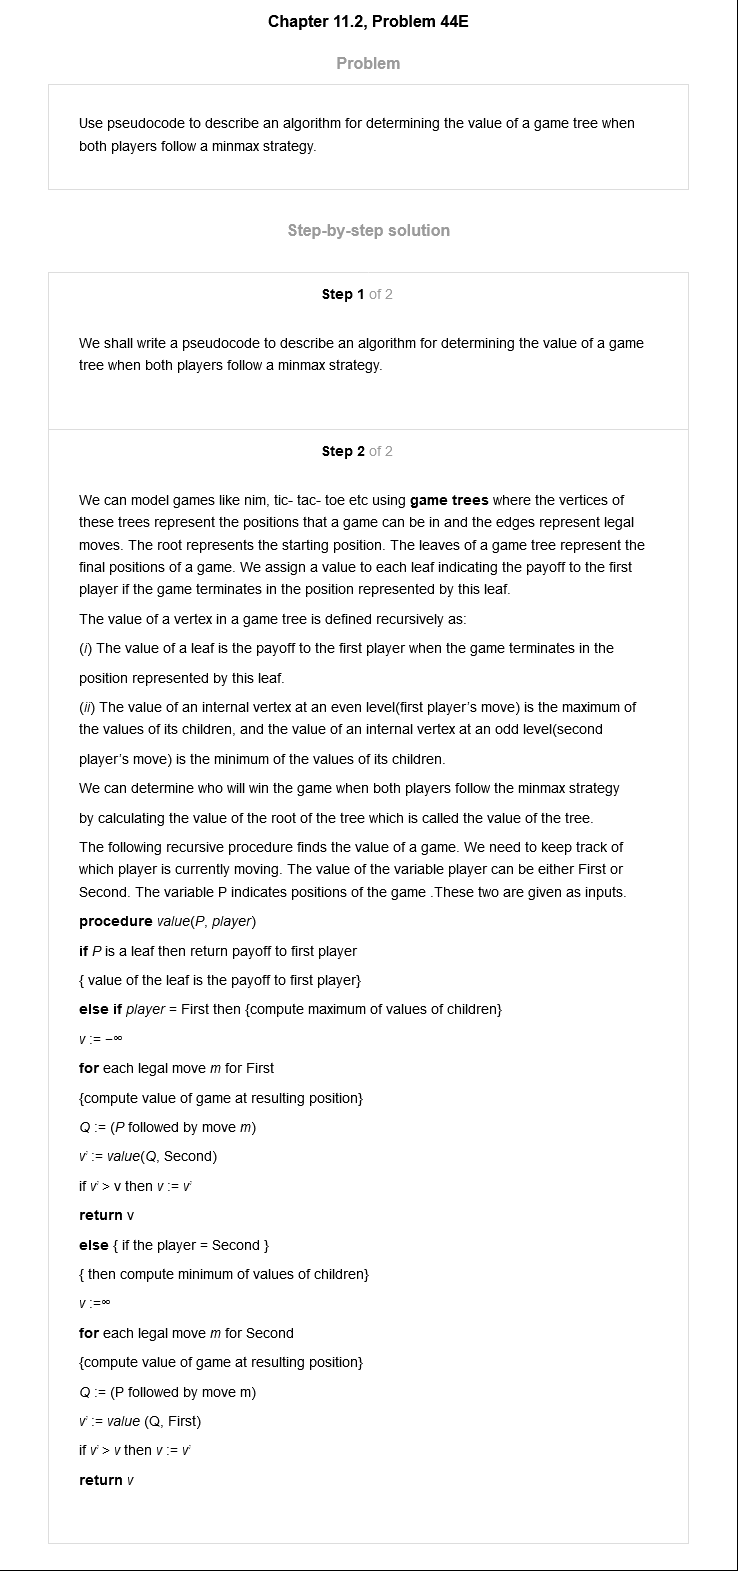 Chapter 11.2, Problem 44E
Problem
Use pseudocode to describe an algorithm for determining the value of a game tree when
both players follow a minmax strategy.
Step-by-step solution
Step 1 of 2
We shall write a pseudocode to describe an algorithm for determining the value of a game
tree when both players follow a minmax strategy.
Step 2 of 2
We can model games like nim, tic- tac- toe etc using game trees where the vertices of
these trees represent the positions that a game can be in and the edges represent legal
moves. The root represents the starting position. The leaves of a game tree represent the
final positions of a game. We assign a value to each leaf indicating the payoff to the first
player if the game terminates in the position represented by this leaf.
The value of a vertex in a game tree is defined recursively as:
(i) The value of a leaf is the payoff to the first player when the game terminates in the
position represented by this leaf.
(ii) The value of an internal vertex at an even level(first player’s move) is the maximum of
the values of its children, and the value of an internal vertex at an odd level(second
player’s move) is the minimum of the values of its children.
We can determine who will win the game when both players follow the minmax strategy
by calculating the value of the root of the tree which is called the value of the tree.
The following recursive procedure finds the value of a game. We need to keep track of
which player is currently moving. The value of the variable player can be either First or
Second. The variable P indicates positions of the game .These two are given as inputs.
procedure value(P, player)
if P is a leaf then return payoff to first player
{ value of the leaf is the payoff to first player}
else if player = First then {compute maximum of values of children}
v := −∞
for each legal move m for First
{compute value of game at resulting position}
Q := (P followed by move m)
v' := value(Q, Second)
if v' > v then v := v'
return v
else { if the player = Second }
{ then compute minimum of values of children}
v :=∞
for each legal move m for Second
{compute value of game at resulting position}
Q := (P followed by move m)
v' := value (Q, First)
if v' > v then v := v'
return v